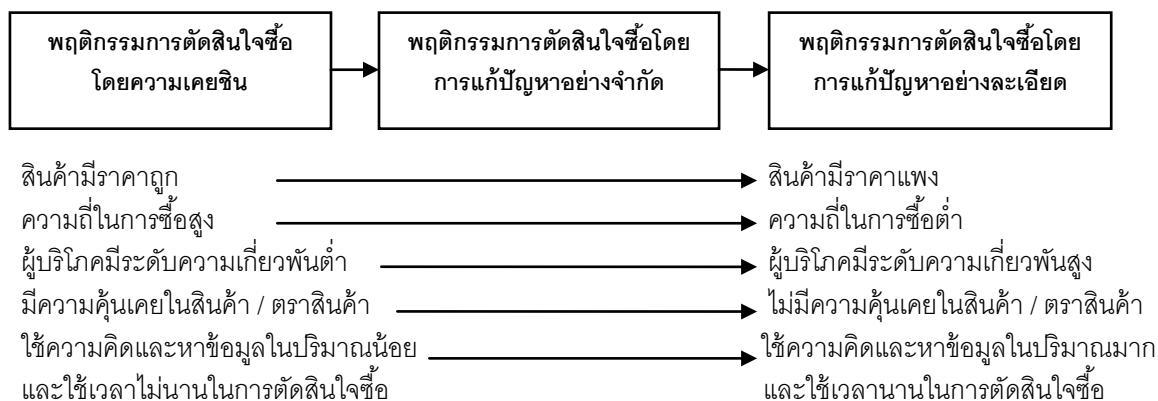 พฤติกรรมการตัดสินใจซื้อ
โดยความเคยชิน
พฤติกรรมการตัดสินใจซื้อโดย
การแก้ปัญหาอย่างจำกัด
พฤติกรรมการตัดสินใจซื้อโดย
การแก้ปัญหาอย่างละเอียด
สินค้ามีราคาถูก
สินค้ามีราคาแพง
ความถี่ในการซื้อสูง
ความถี่ในการซื้อต่ำ
ผู้บริโภคมีระดับความเกี่ยวพันต่ำ
ผู้บริโภคมีระดับความเกี่ยวพันสูง
มีความคุ้นเคยในสินค้า / ตราสินค้า
ไม่มีความคุ้นเคยในสินค้า / ตราสินค้า
ใช้ความคิดและหาข้อมูลในปริมาณน้อย
และใช้เวลาไม่นานในการตัดสินใจซื้อ
ใช้ความคิดและหาข้อมูลในปริมาณมาก
และใช้เวลานานในการตัดสินใจซื้อ